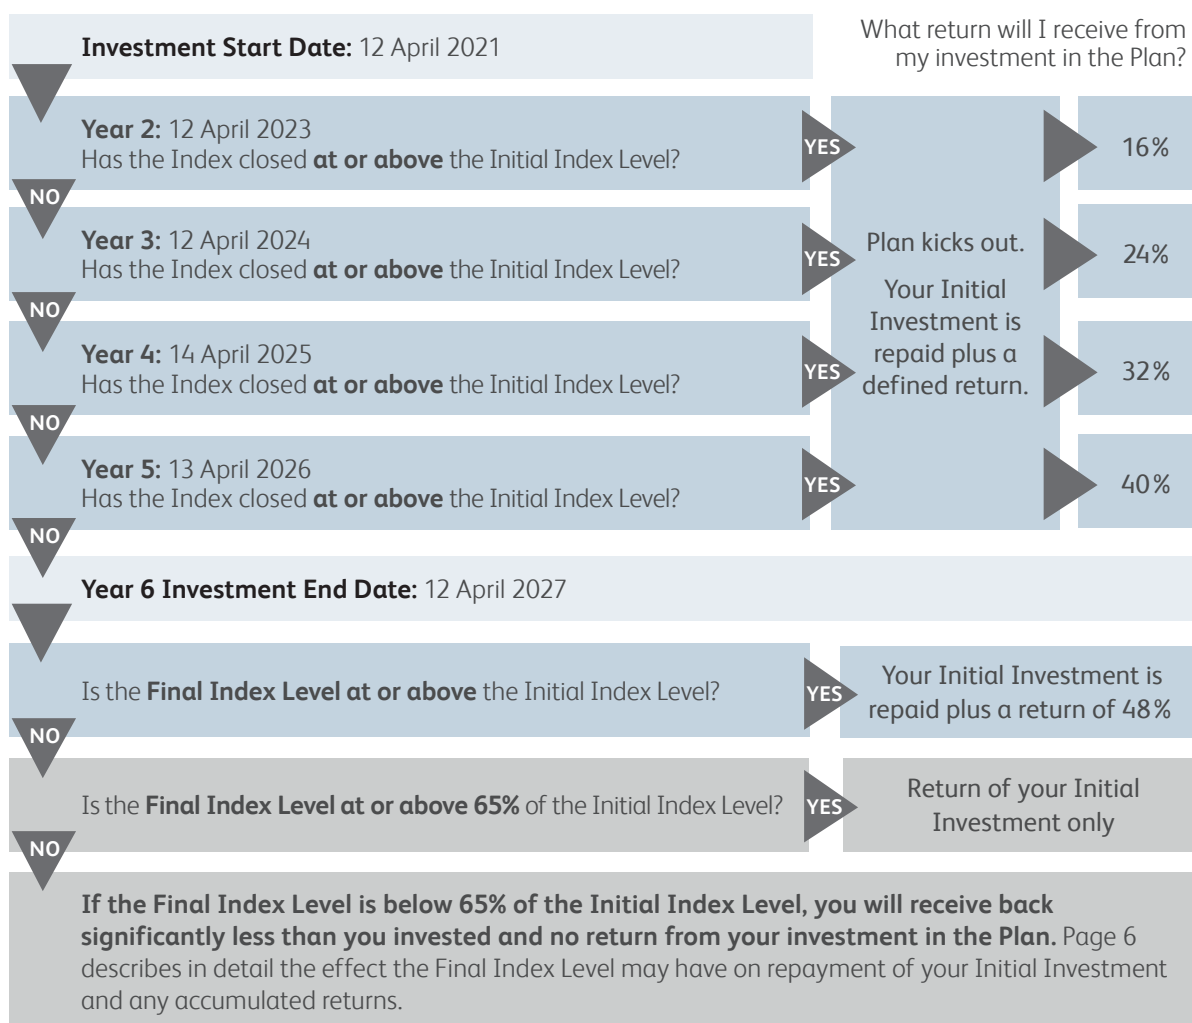 Investment Start Date: 12 April 2021
What return will I receive from
my investment in the Plan?
Year 2: 12 April 2023
Has the Index closed at or above the Initial Index Level?
YES
16%
NO
Year 3: 12 April 2024
Has the Index closed at or above the Initial Index Level?
YES
24%
NO
Year 4: 14 April 2025
Has the Index closed at or above the Initial Index Level?
YES
32%
NO
Year 5: 13 April 2026
Has the Index closed at or above the Initial Index Level?
YES
40%
NO
Plan kicks out.
Your Initial
Investment is
repaid plus a
defined return.
Year 6 Investment End Date: 12 April 2027
Is the Final Index Level at or above the Initial Index Level?
YES
Your Initial Investment is
repaid plus a return of 48%
NO
Is the Final Index Level at or above 65% of the Initial Index Level?
YES
Return of your Initial
Investment only
NO
If the Final Index Level is below 65% of the Initial Index Level, you will receive back
significantly less than you invested and no return from your investment in the Plan. Page 6
describes in detail the effect the Final Index Level may have on repayment of your Initial Investment
and any accumulated returns.